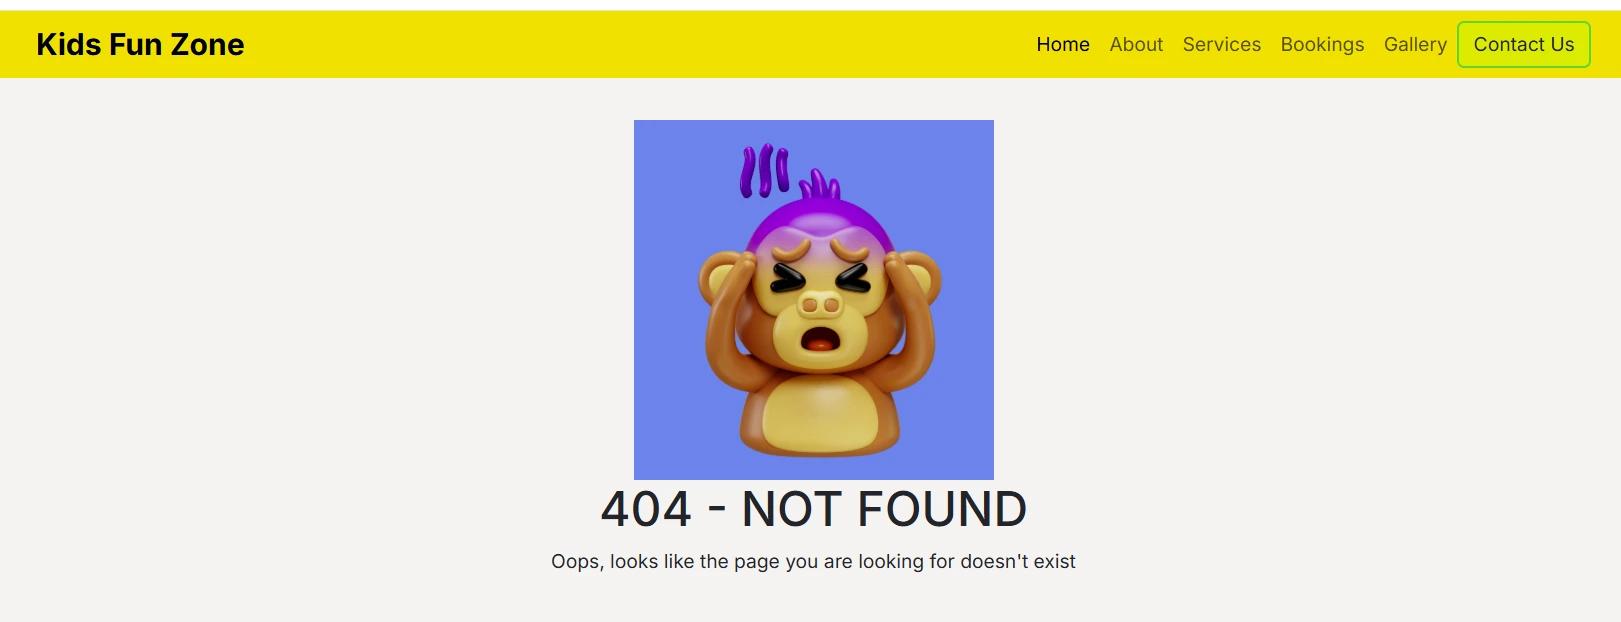 Kids Fun Zone
Home About Services Bookings Gallery Contact Us
404 - NOT FOUND
Oops, looks like the page you are looking for doesn't exist